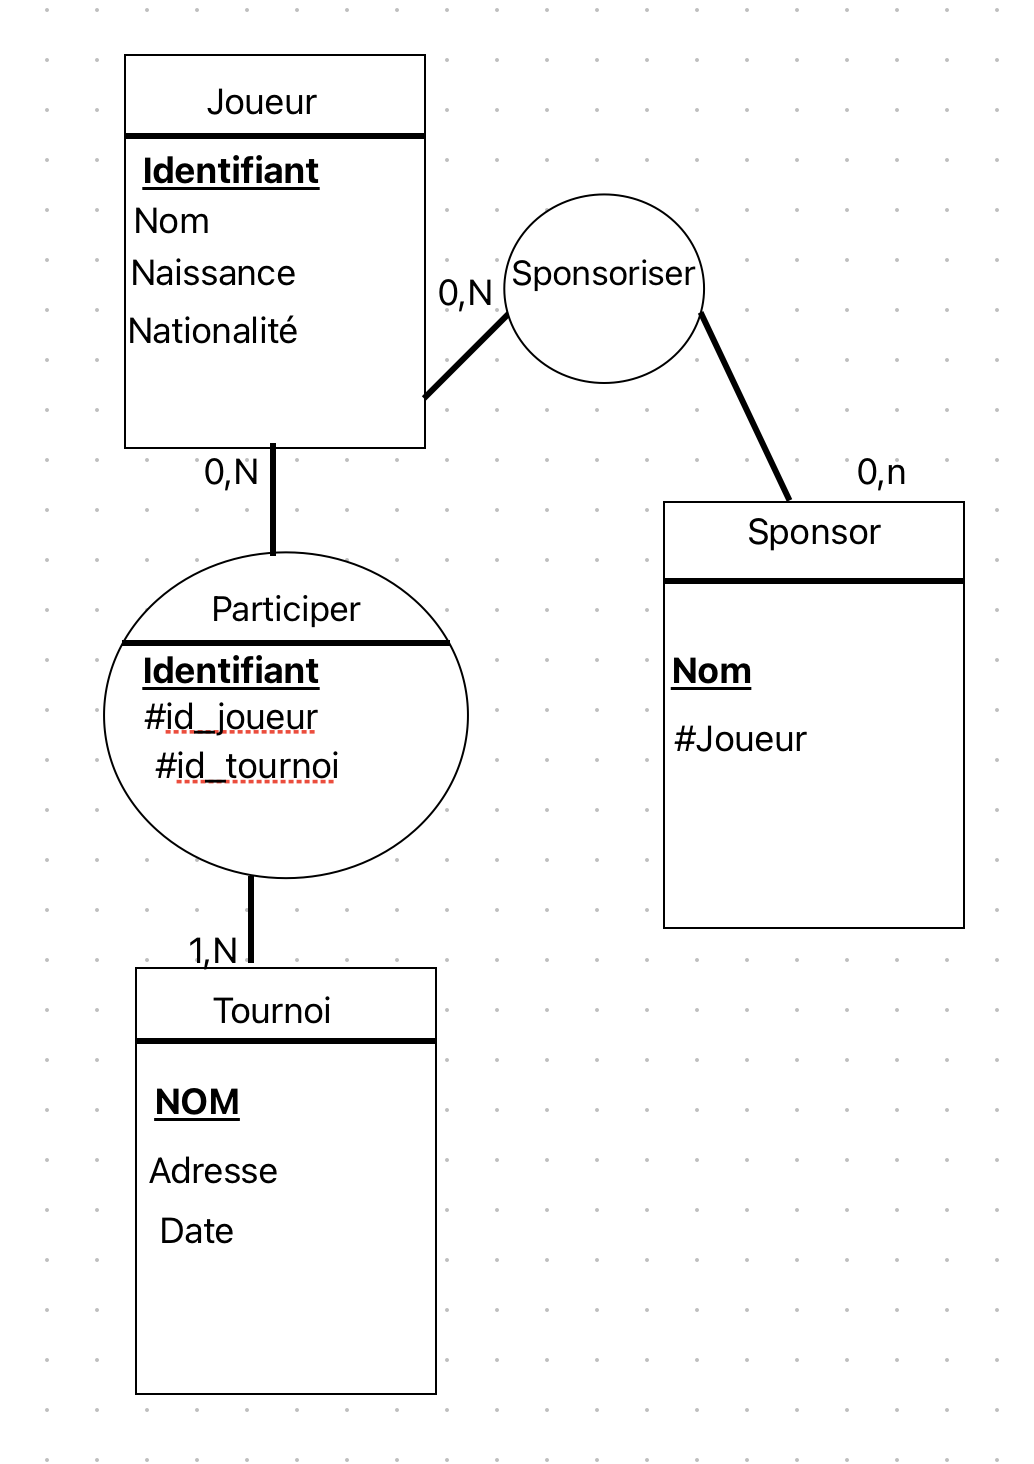 Joueur
Identifiant
Nom
Naissance
Nationalité
0,N
Sponsoriser
0,n
Sponsor
Nom
#Joueur
0,N
Participer
Identifiant
#id_joueur
#id_tournoi
1,N
Tournoi
NOM
Adresse
Date